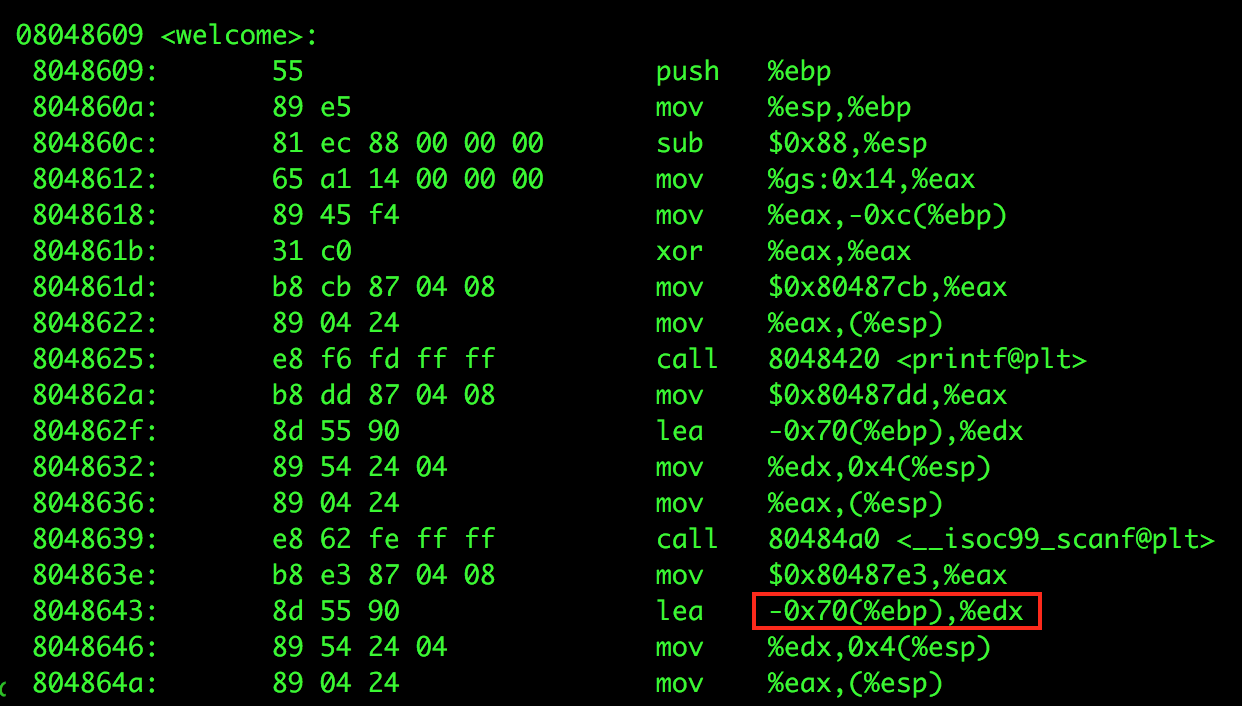 08048609 <welcome>:
8048609: 55 push %ebp
804860a: 89 e5 mov %esp,%ebp
804860c: 81 ec 88 00 00 00 sub $0x88,%esp
8048612: 65 a1 14 00 00 00 mov %gs:0x14,%eax
8048618: 89 45 f4 mov %eax,-0xc(%ebp)
804861b: 31 c0 xor %eax,%eax
804861d: b8 cb 87 04 08 mov $0x80487cb,%eax
8048622: 89 04 24 mov %eax,(%esp)
8048625: e8 f6 fd ff ff call 8048420 <printf@plt>
804862a: b8 dd 87 04 08 mov $0x80487dd,%eax
804862f: 8d 55 90 lea -0x70(%ebp),%edx
8048632: 89 54 24 04 mov %edx,0x4(%esp)
8048636: 89 04 24 mov %eax,(%esp)
8048639: e8 62 fe ff ff call 80484a0 <__isoc99_scanf@plt>
804863e: b8 e3 87 04 08 mov $0x80487e3,%eax
8048643: 8d 55 90 lea -0x70(%ebp),%edx
8048646: 89 54 24 04 mov %edx,0x4(%esp)
804864a: 89 04 24 mov %eax,(%esp)